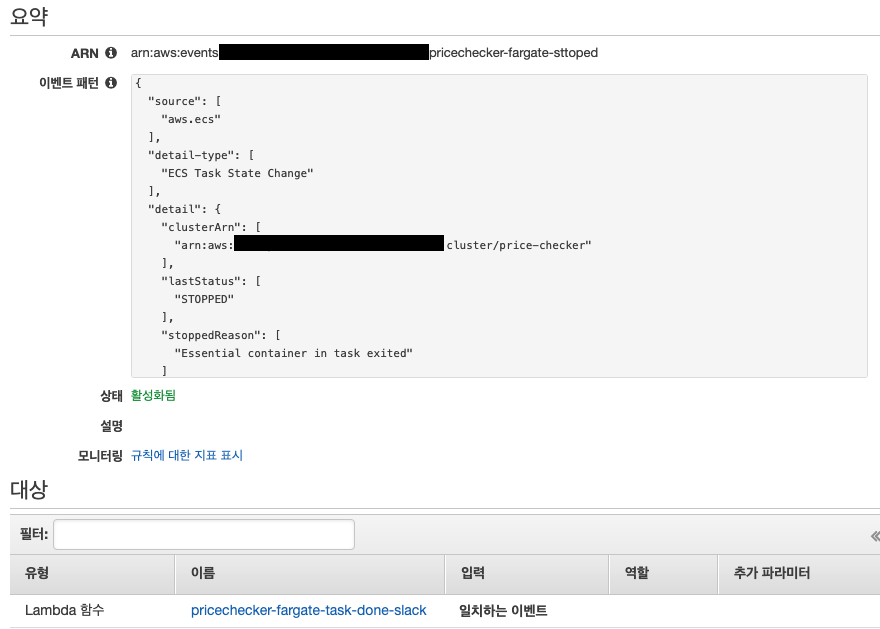 요약
ARN arn:aws:events pricechecker-fargate-sttoped
이벤트 패턴 {
"source": [
"aws.ecs"
],
"detail-type": [
"ECS Task State Change"
],
"detail": {
"clusterArn": [
"arn:aws: cluster/price-checker"
],
"lastStatus": [
"STOPPED"
],
"stoppedReason": [
"Essential container in task exited"
]
상태 활성화됨
설명
모니터링 규칙에 대한 지표 표시
대상
필터: «
유형 이름 입력 역할 추가 파라미터
Lambda 함수 pricechecker-fargate-task-done-slack 일치하는 이벤트